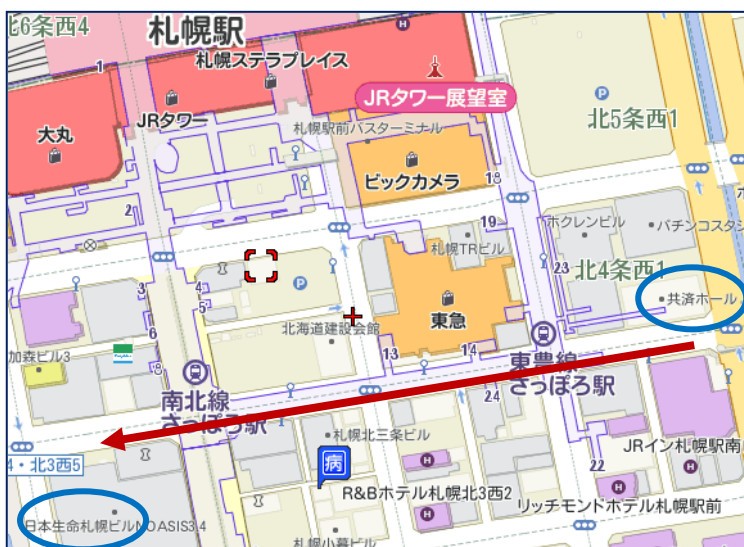 北6条西4
札幌駅
札幌ステラプレイス
1
JRタワー
JRタワー展望室
大丸
札幌駅前バスターミナル
P
北5条西1
ビックカメラ
18
2
19
札幌TRビル
ホクレンビル
パチンコスタジ
23
北4条西1
共済ホール
3
4
5
P
東急
北海道建設会館
6
加森ビル3
8
13
14
東豊線
さっぽろ駅
南北線
さっぽろ駅
24
22
札幌北三条ビル
JRイン札幌駅南
4・北3西5
病
R&Bホテル札幌北3西2
リッチモンドホテル札幌駅前
日本生命札幌ビルNOASIS3.4
札幌小暮ビル